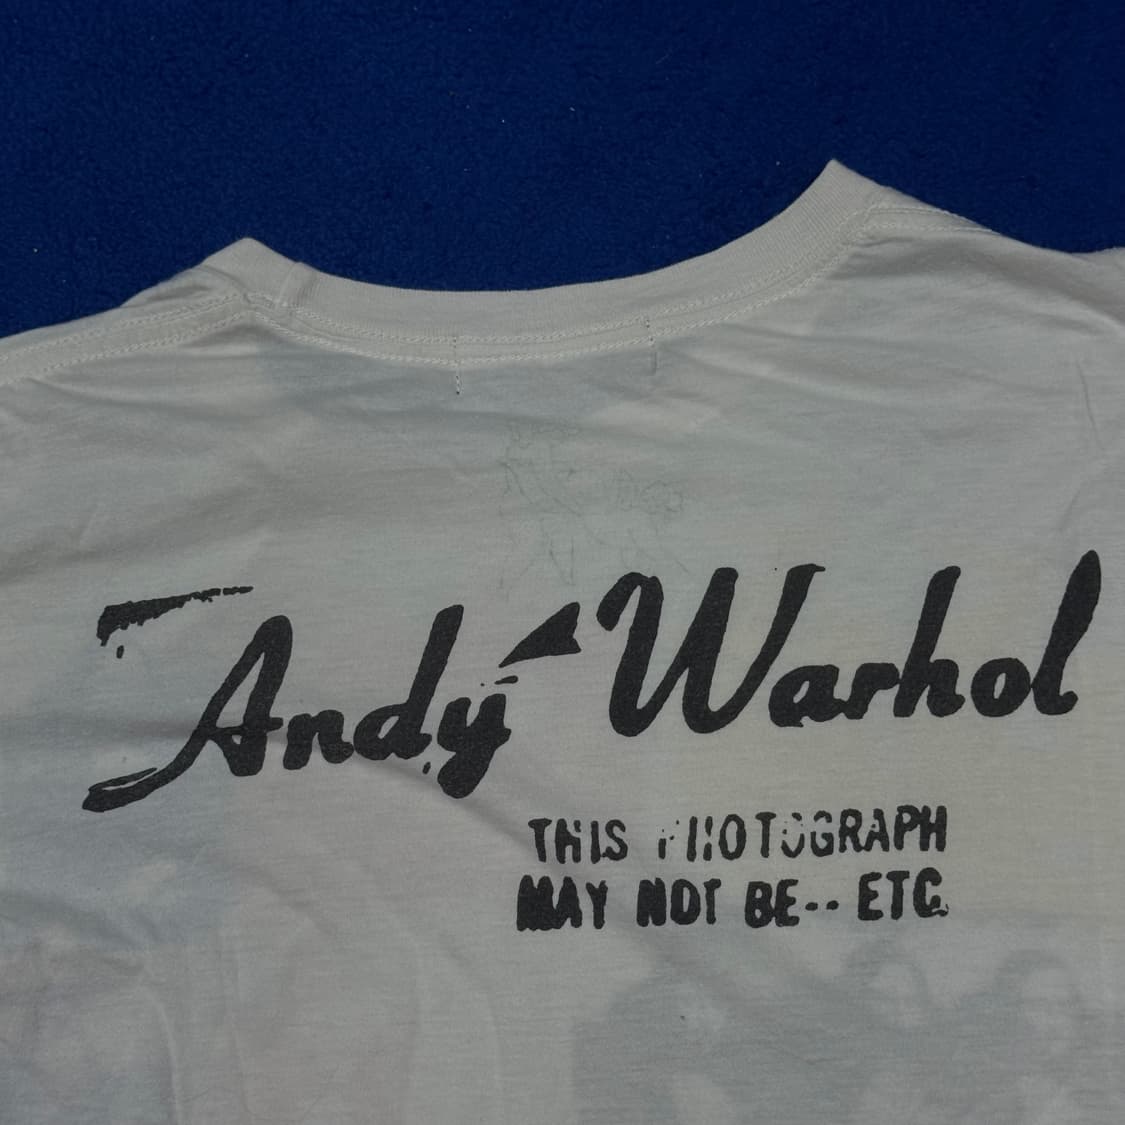 Andy Warhol
THIS PHOTOGRAPH
MAY NOT BE-- ETC.